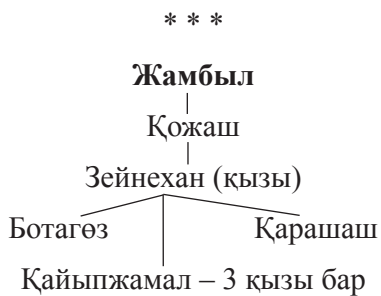 * * *
Жамбыл
Қожаш
Зейнехан (қызы)
Ботагөз Қарашаш
Қайыпжамал – 3 қызы бар